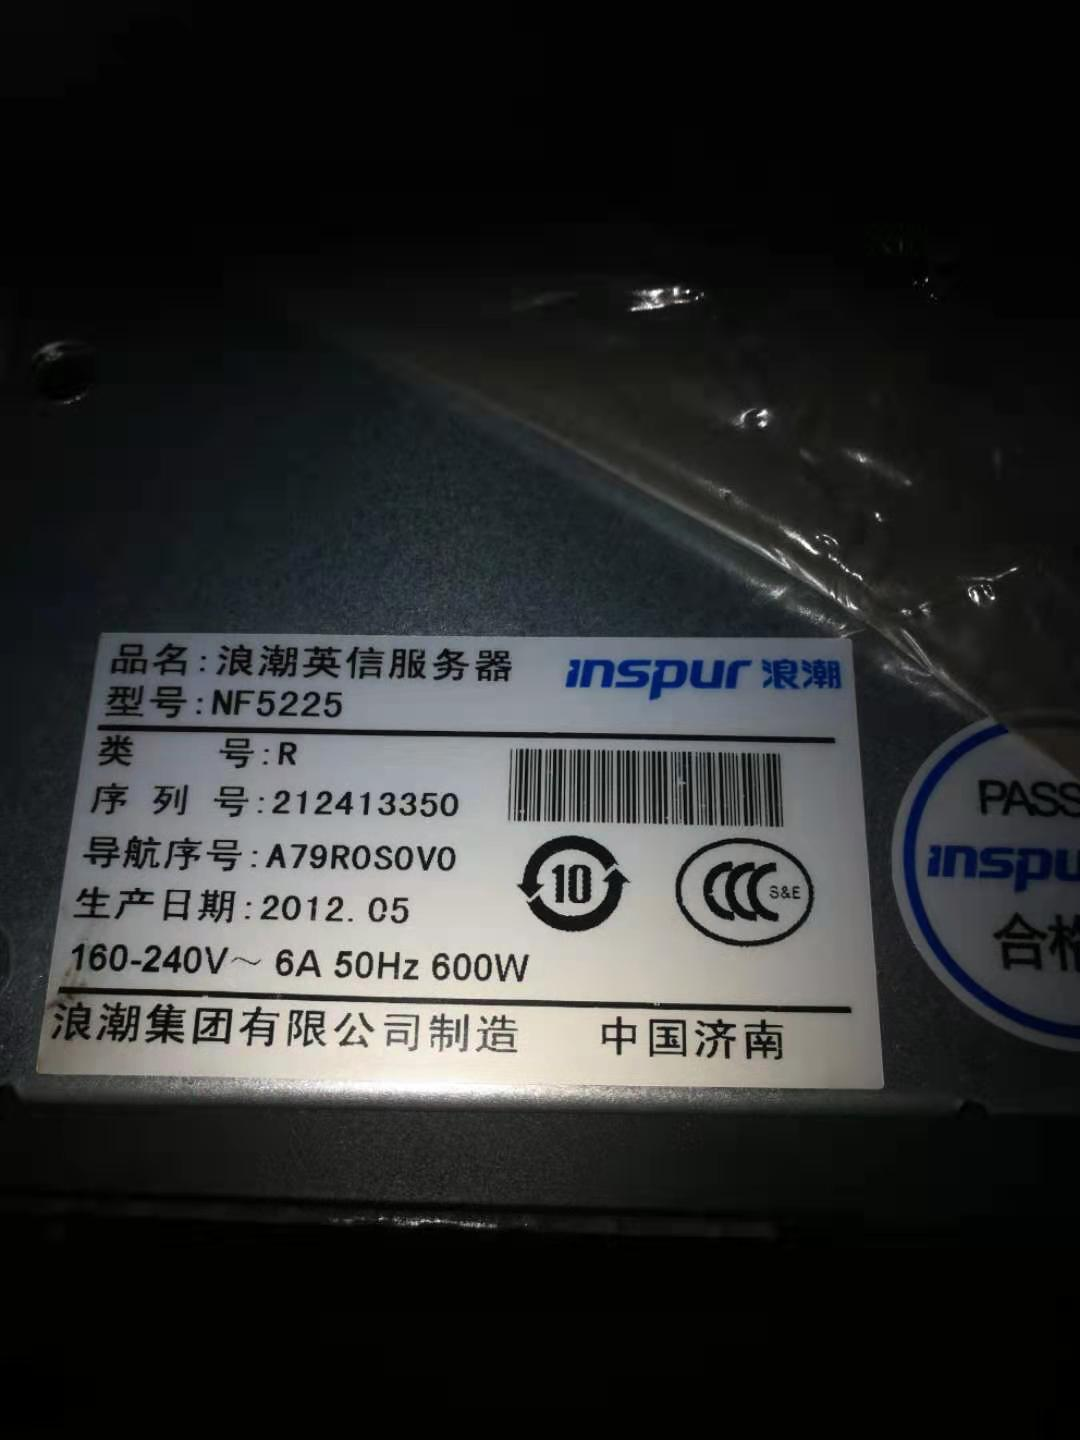 品名:浪潮英信服务器
inspur 浪潮
型号:NF5225
类 号:R
序列号:212413350
导航序号:A79R0S0V0
生产日期:2012.05
10
CCC S&E
160-240V～ 6A 50Hz 600W
浪潮集团有限公司制造 中国济南
PASS
inspu
合格